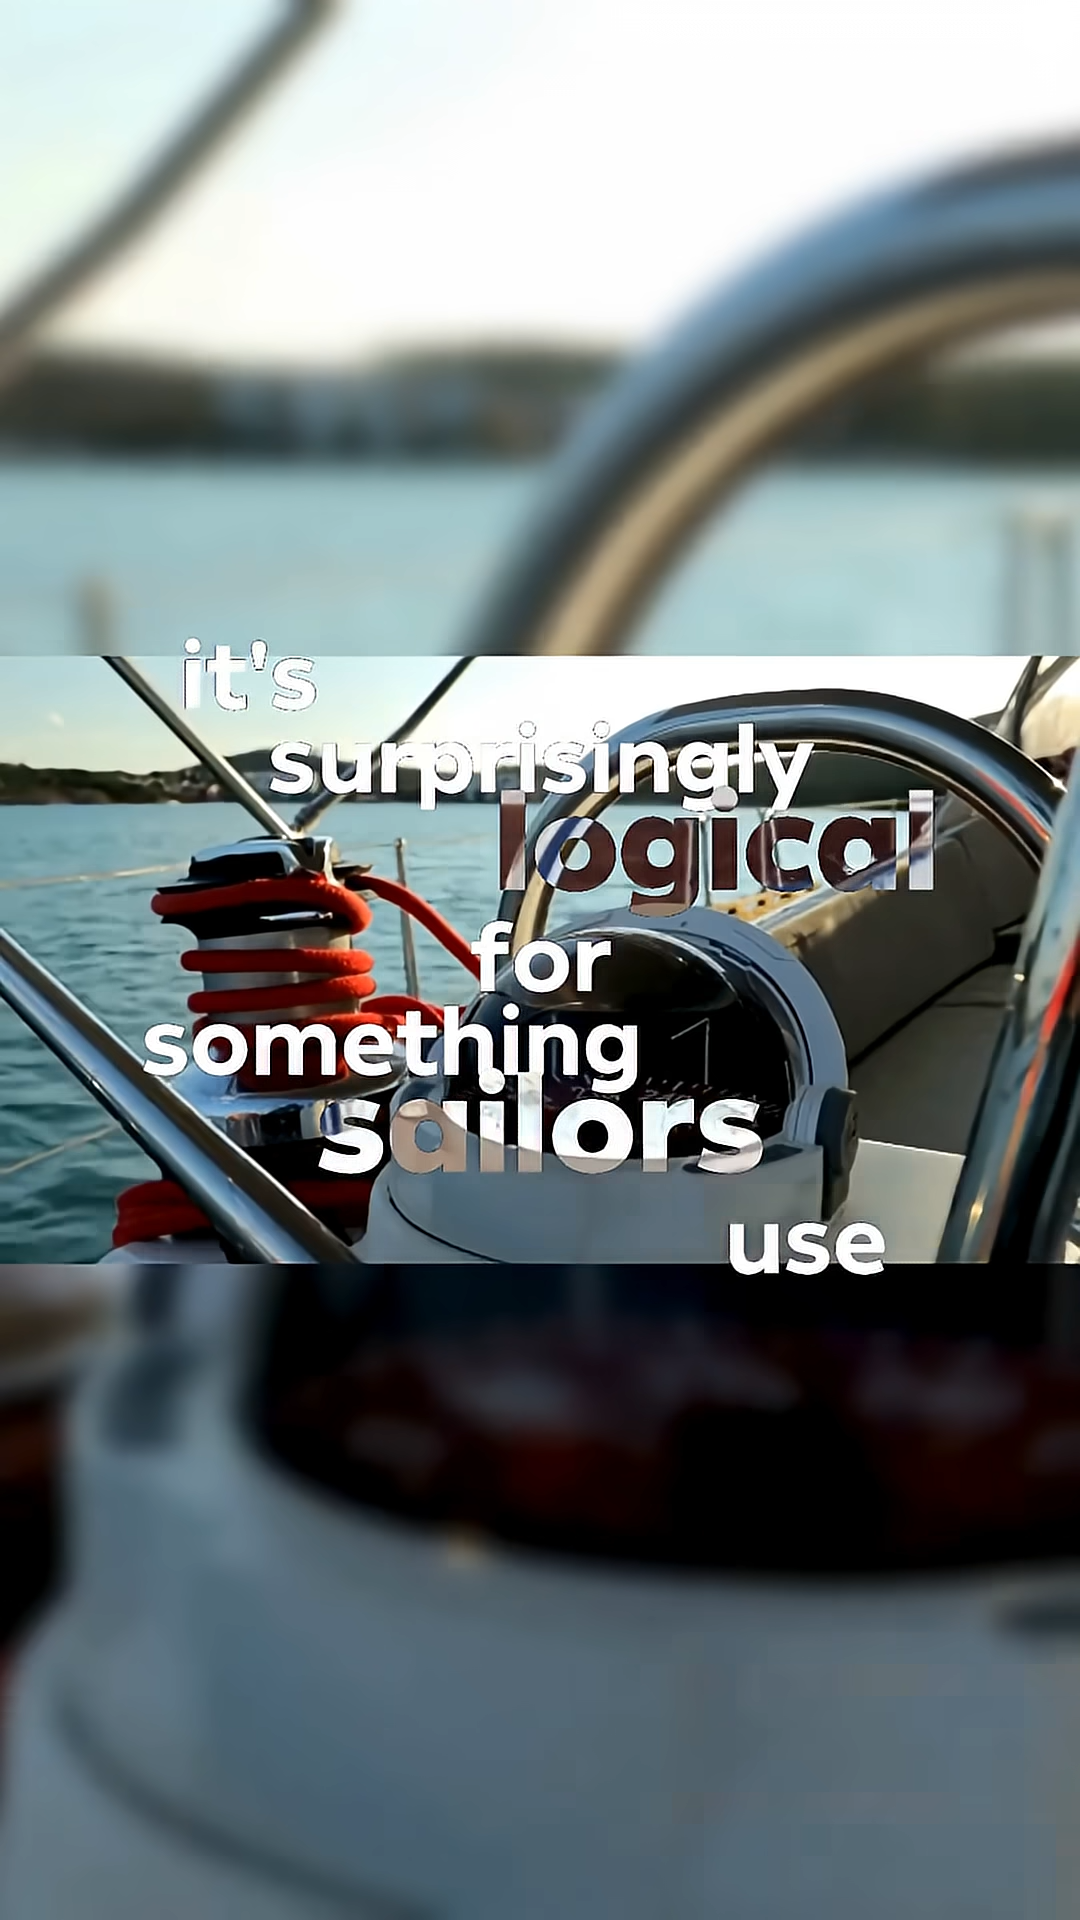 it's
surprisingly
logical
for
something
sailors
use